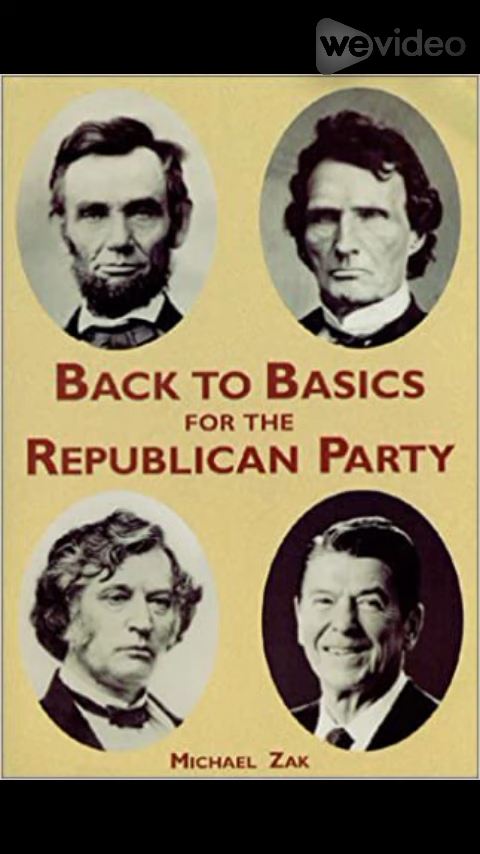 wevideo
BACK TO BASICS
FOR THE
REPUBLICAN PARTY
MICHAEL ZAK